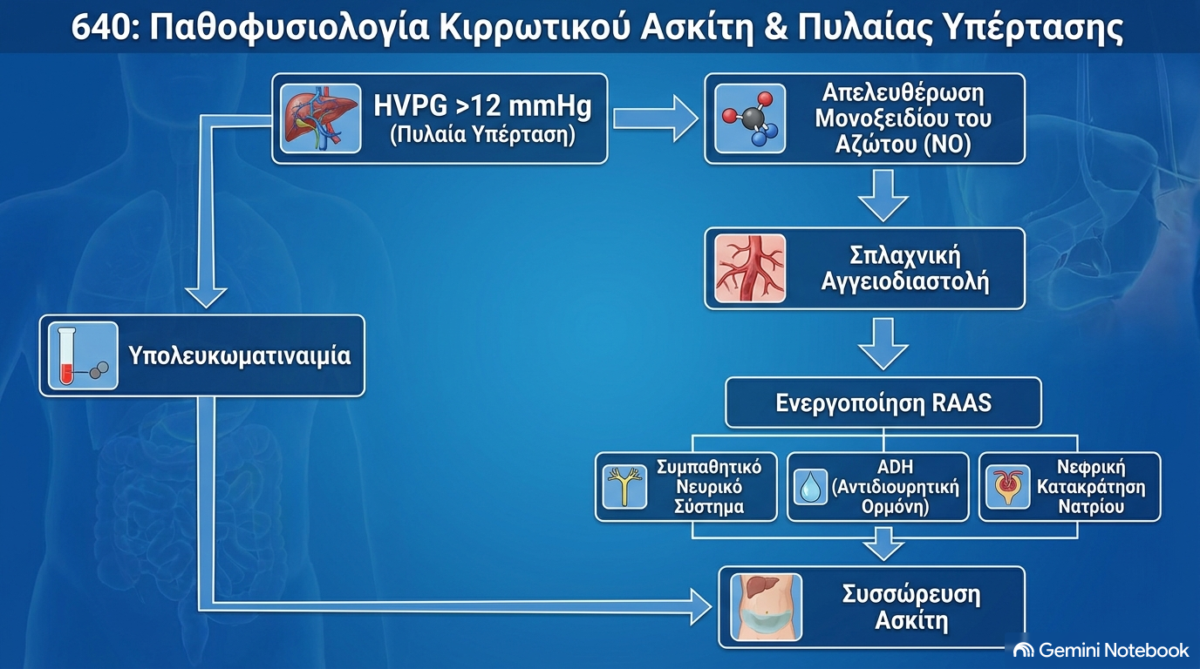 640: Παθοφυσιολογία Κιρρωτικού Ασκίτη & Πυλαίας Υπέρτασης
HVPG >12 mmHg
(Πυλαία Υπέρταση)
Απελευθέρωση
Μονοξειδίου του
Αζώτου (NO)
Σπλαχνική
Αγγειοδιαστολή
Υπολευκωματιναιμία
Ενεργοποίηση RAAS
Συμπαθητικό
Νευρικό
Σύστημα
ADH
(Αντιδιουρητική
Ορμόνη)
Νεφρική
Κατακράτηση
Νατρίου
Συσσώρευση
Ασκίτη
Gemini Notebook